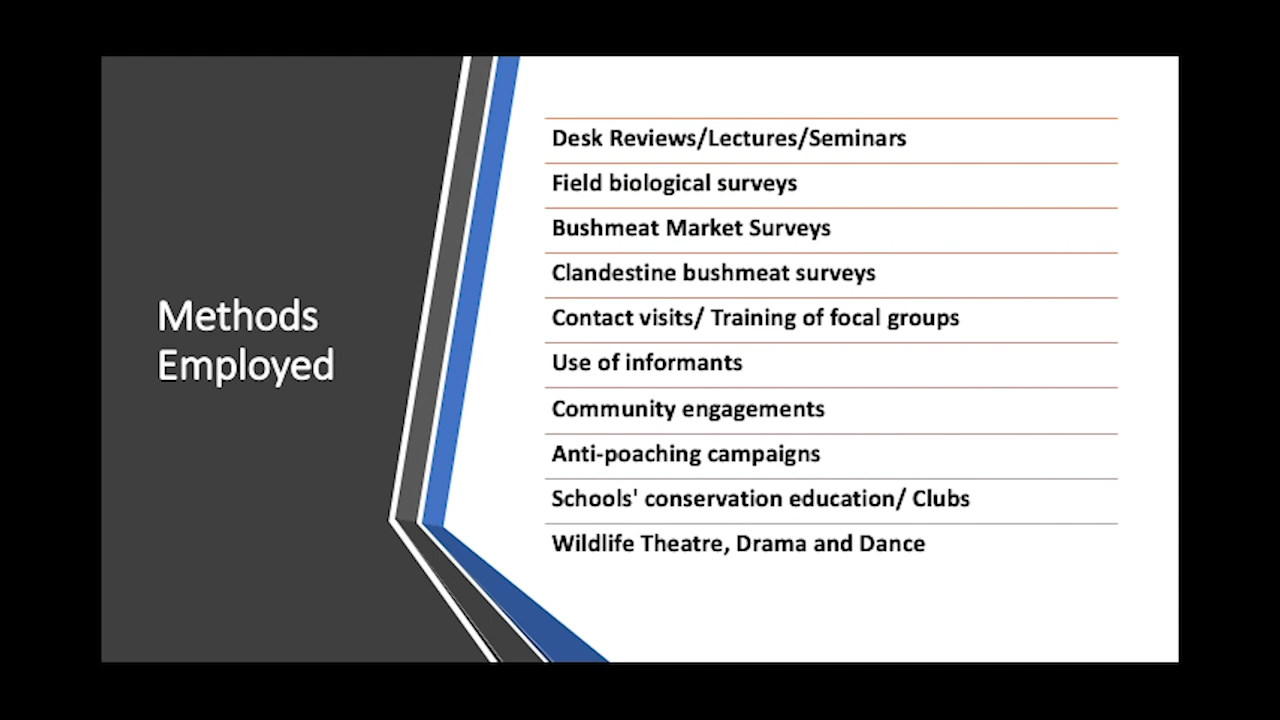 Methods
Employed
Desk Reviews/Lectures/Seminars
Field biological surveys
Bushmeat Market Surveys
Clandestine bushmeat surveys
Contact visits/ Training of focal groups
Use of informants
Community engagements
Anti-poaching campaigns
Schools' conservation education/ Clubs
Wildlife Theatre, Drama and Dance